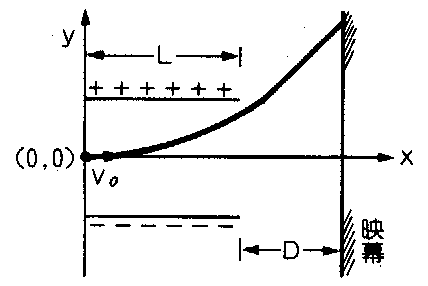 y
L
+ + + + + +
(0,0)
v₀
x
− − − − − −
D
映幕